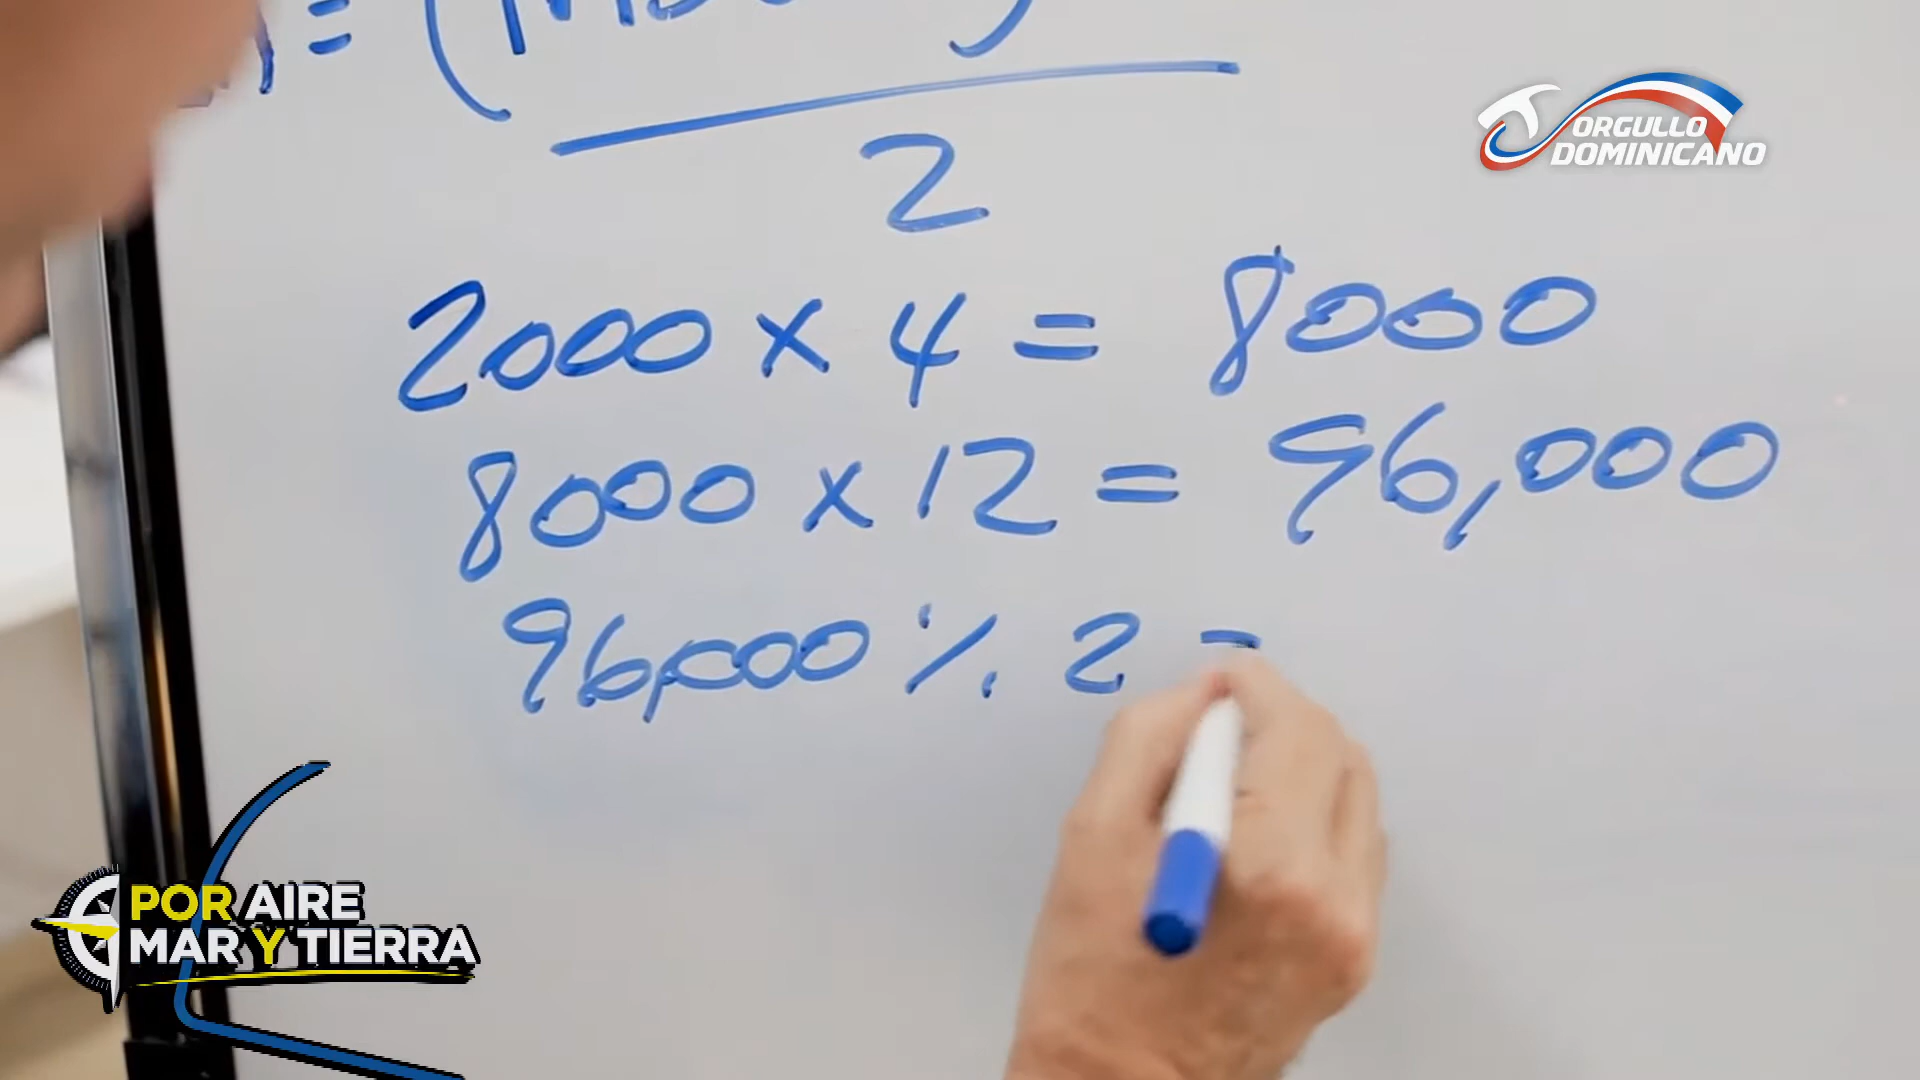 2
ORGULLO
DOMINICANO
2000 x 4 = 8000
8000 x 12 = 96,000
96,000 ٪ 2 =
POR AIRE
MAR Y TIERRA